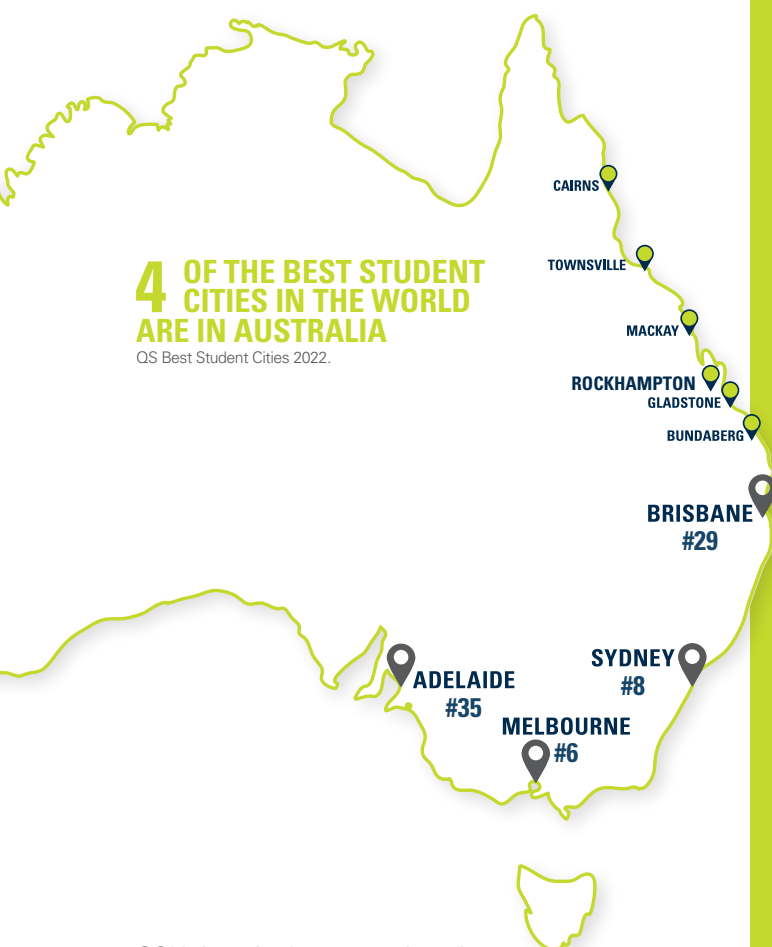 CAIRNS
4 OF THE BEST STUDENT
CITIES IN THE WORLD
ARE IN AUSTRALIA
QS Best Student Cities 2022.
TOWNSVILLE
MACKAY
ROCKHAMPTON
GLADSTONE
BUNDABERG
BRISBANE
#29
SYDNEY
#8
ADELAIDE
#35
MELBOURNE
#6